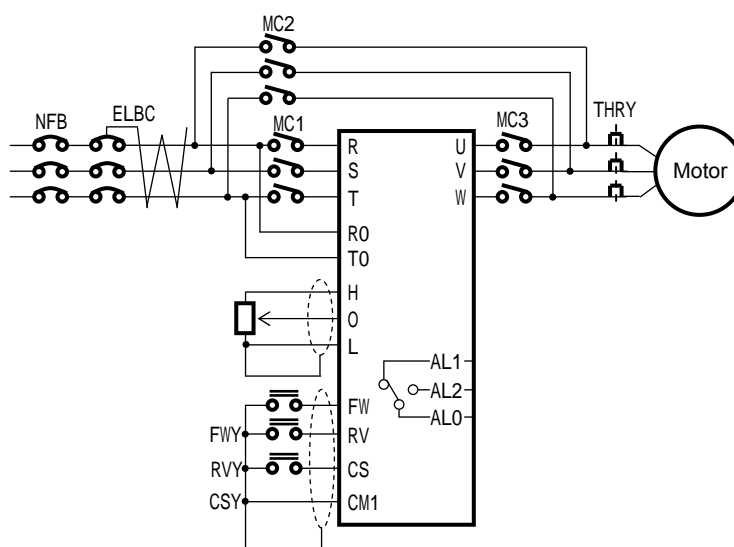 MC2
NFB
ELBC
MC1
MC3
THRY
R
U
S
V
T
W
Motor
R0
T0
H
O
L
AL1
AL2
AL0
FW
FWY
RV
RVY
CS
CSY
CM1